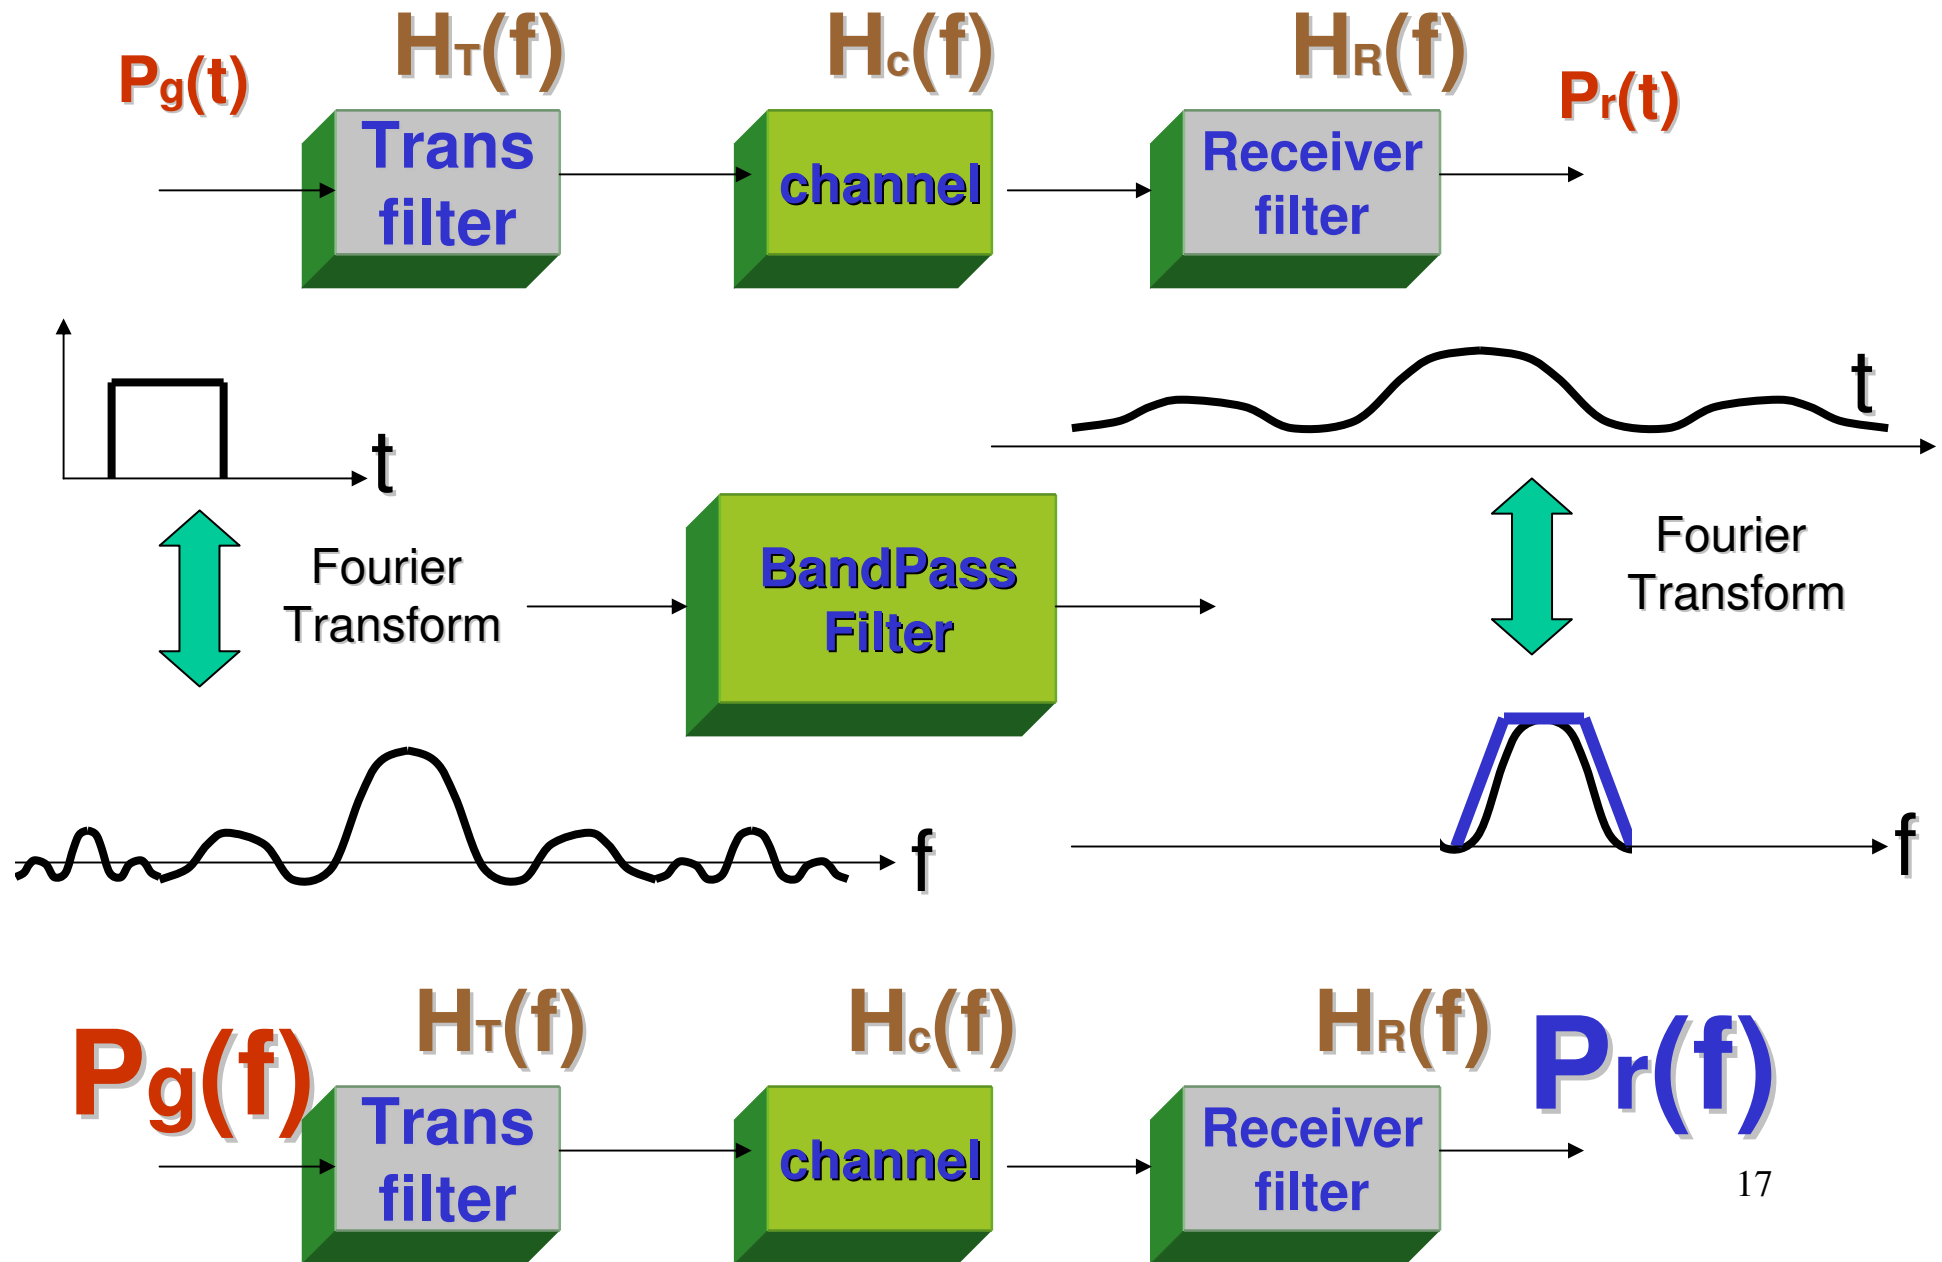 Pg(t)
HT(f)
Hc(f)
HR(f)
Pr(t)
Trans
filter
channel
Receiver
filter
t
t
Fourier
Transform
BandPass
Filter
Fourier
Transform
f
f
Pg(f)
HT(f)
Hc(f)
HR(f)
Pr(f)
Trans
filter
channel
Receiver
filter
17